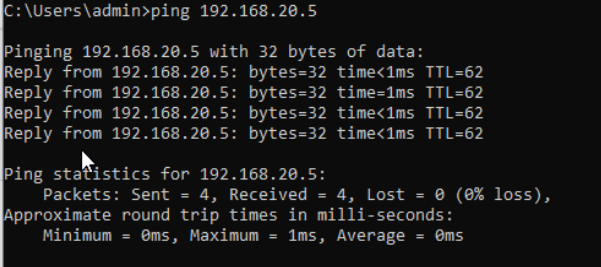 C:\Users\admin>ping 192.168.20.5
Pinging 192.168.20.5 with 32 bytes of data:
Reply from 192.168.20.5: bytes=32 time<1ms TTL=62
Reply from 192.168.20.5: bytes=32 time=1ms TTL=62
Reply from 192.168.20.5: bytes=32 time<1ms TTL=62
Reply from 192.168.20.5: bytes=32 time<1ms TTL=62
Ping statistics for 192.168.20.5:
    Packets: Sent = 4, Received = 4, Lost = 0 (0% loss),
Approximate round trip times in milli-seconds:
    Minimum = 0ms, Maximum = 1ms, Average = 0ms